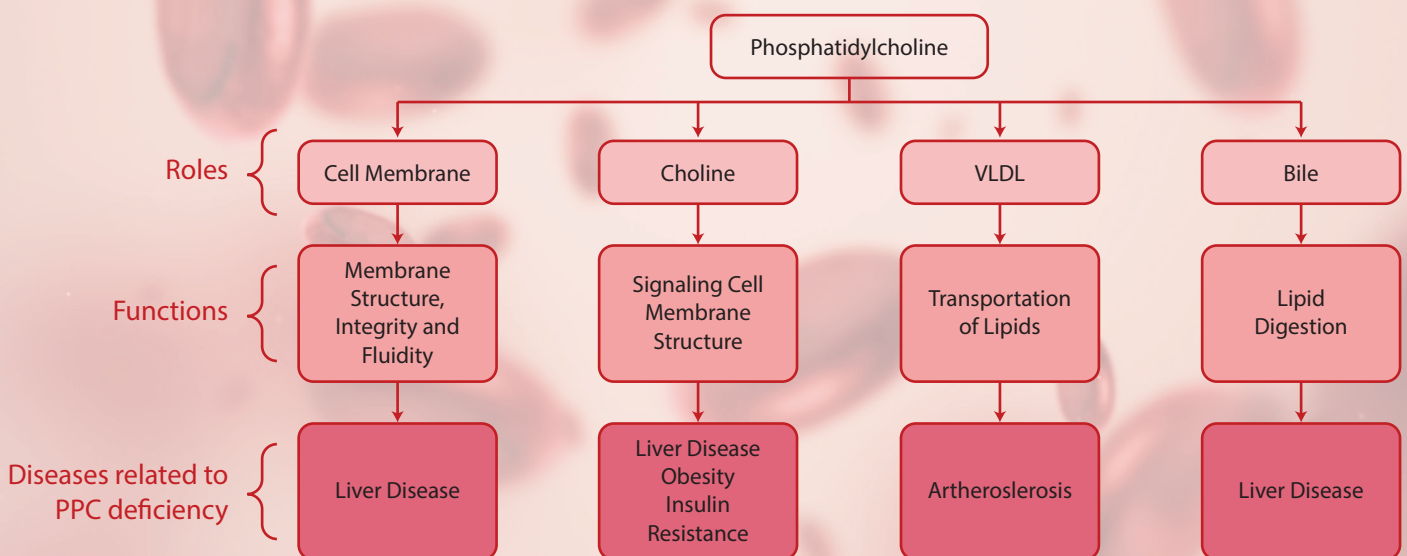 Phosphatidylcholine
Roles
Cell Membrane
Choline
VLDL
Bile
Functions
Membrane
Structure,
Integrity and
Fluidity
Signaling Cell
Membrane
Structure
Transportation
of Lipids
Lipid
Digestion
Diseases related to
PPC deficiency
Liver Disease
Liver Disease
Obesity
Insulin
Resistance
Artheroslerosis
Liver Disease